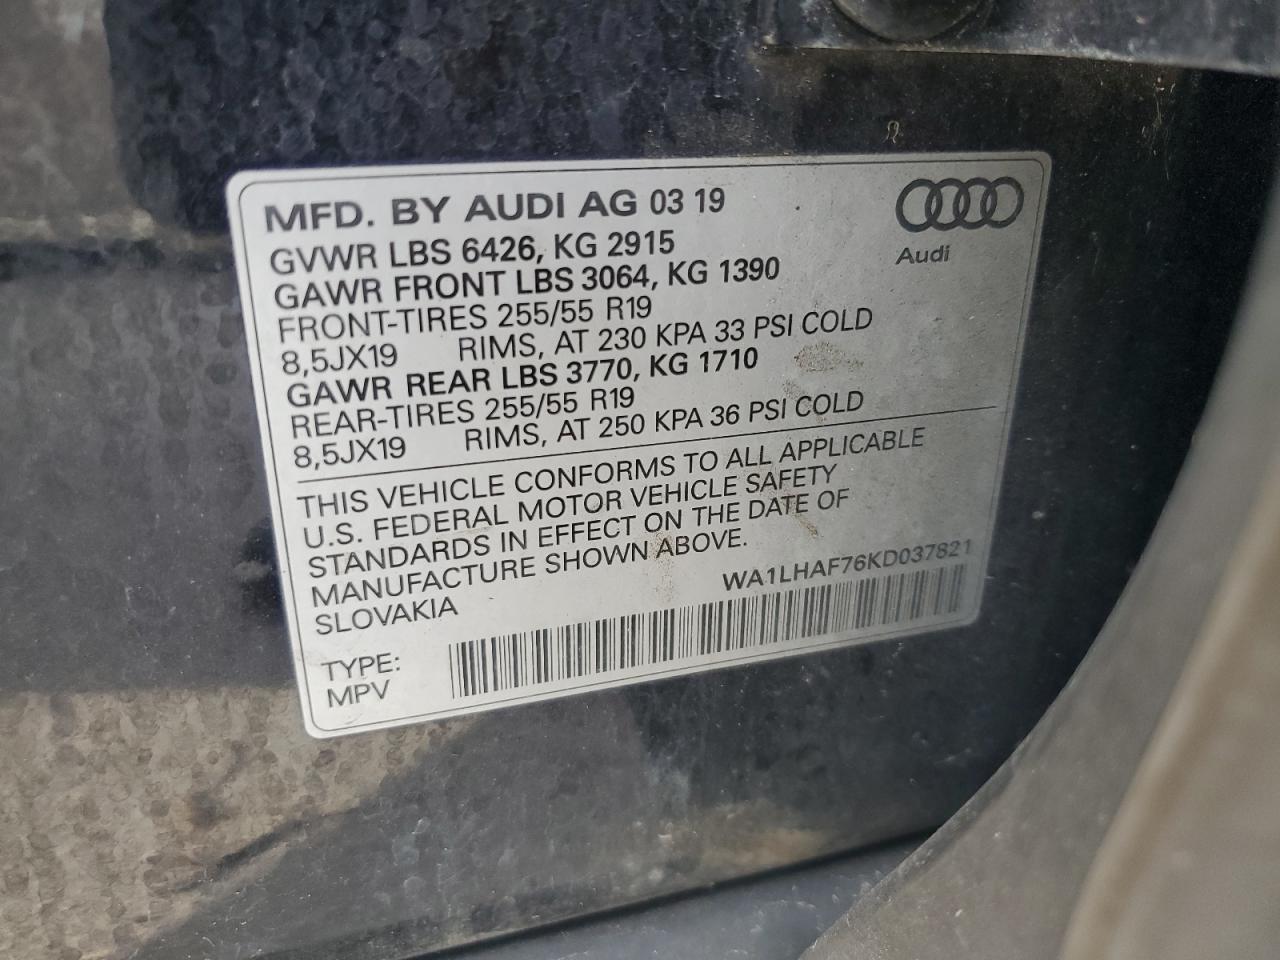 MFD. BY AUDI AG 03 19
GVWR LBS 6426, KG 2915
GAWR FRONT LBS 3064, KG 1390
FRONT-TIRES 255/55 R19
8,5JX19 RIMS, AT 230 KPA 33 PSI COLD
GAWR REAR LBS 3770, KG 1710
REAR-TIRES 255/55 R19
8,5JX19 RIMS, AT 250 KPA 36 PSI COLD
Audi
THIS VEHICLE CONFORMS TO ALL APPLICABLE
U.S. FEDERAL MOTOR VEHICLE SAFETY
STANDARDS IN EFFECT ON THE DATE OF
MANUFACTURE SHOWN ABOVE.
SLOVAKIA
WA1LHAF76KD037821
TYPE:
MPV